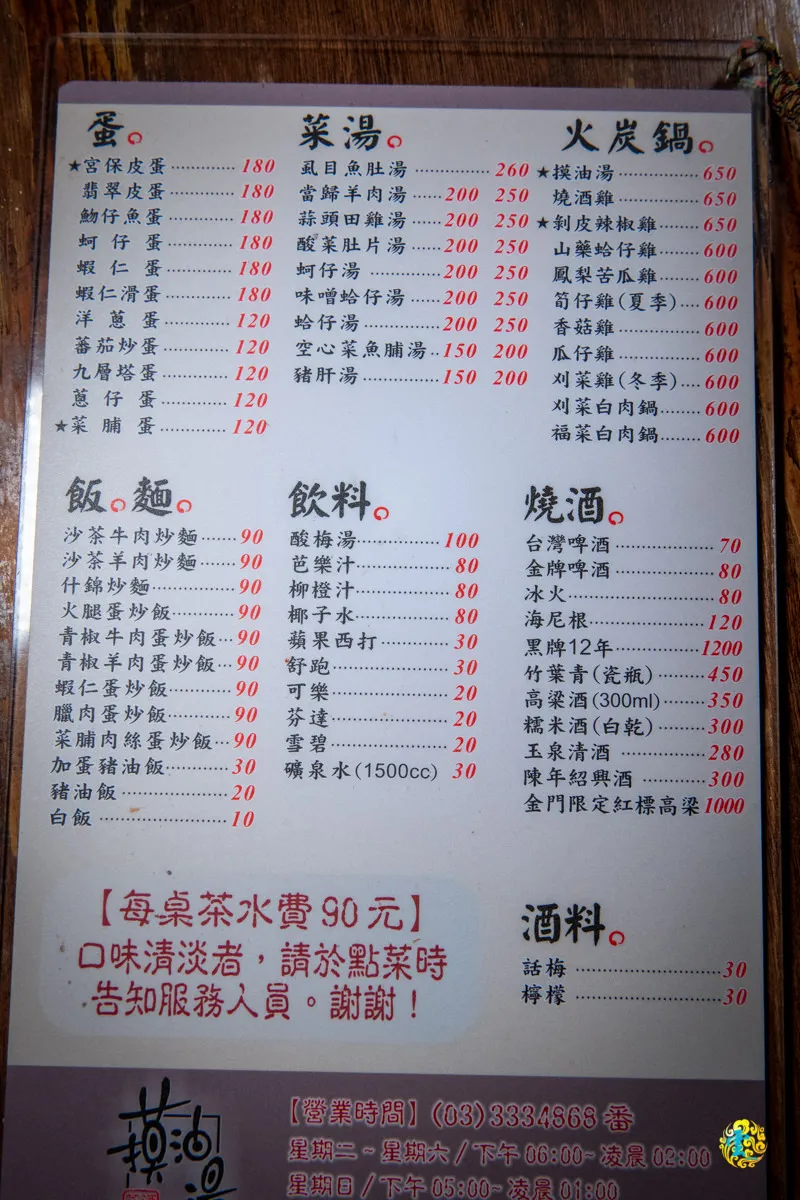 蛋
★宮保皮蛋 180
翡翠皮蛋 180
魩仔魚蛋 180
蚵仔蛋 180
蝦仁蛋 180
蝦仁滑蛋 180
洋蔥蛋 120
蕃茄炒蛋 120
九層塔蛋 120
蔥仔蛋 120
★菜脯蛋 120
菜湯
虱目魚肚湯 260
當歸羊肉湯 200 250
蒜頭田雞湯 200 250
酸菜肚片湯 200 250
蚵仔湯 200 250
味噌蛤仔湯 200 250
蛤仔湯 200 250
空心菜魚脯湯 150 200
豬肝湯 150 200
火炭鍋
★摸油湯 650
燒酒雞 650
★剝皮辣椒雞 650
山藥蛤仔雞 600
鳳梨苦瓜雞 600
筍仔雞(夏季) 600
香菇雞 600
瓜仔雞 600
刈菜雞(冬季) 600
刈菜白肉鍋 600
福菜白肉鍋 600
飯麵
沙茶牛肉炒麵 90
沙茶羊肉炒麵 90
什錦炒麵 90
火腿蛋炒飯 90
青椒牛肉蛋炒飯 90
青椒羊肉蛋炒飯 90
蝦仁蛋炒飯 90
臘肉蛋炒飯 90
菜脯肉絲蛋炒飯 90
加蛋豬油飯 30
豬油飯 20
白飯 10
飲料
酸梅湯 100
芭樂汁 80
柳橙汁 80
椰子水 80
蘋果西打 30
舒跑 30
可樂 20
芬達 20
雪碧 20
礦泉水(1500cc) 30
燒酒
台灣啤酒 70
金牌啤酒 80
冰火 80
海尼根 120
黑牌12年 1200
竹葉青(瓷瓶) 450
高粱酒(300ml) 350
糯米酒(白乾) 300
玉泉清酒 280
陳年紹興酒 300
金門限定紅標高粱 1000
酒料
話梅 30
檸檬 30
【每桌茶水費90元】
口味清淡者，請於點菜時
告知服務人員。謝謝！
摸油湯
【營業時間】(03)3334868番
星期二~星期六/下午06:00~凌晨02:00
星期日/下午05:00~凌晨01:00